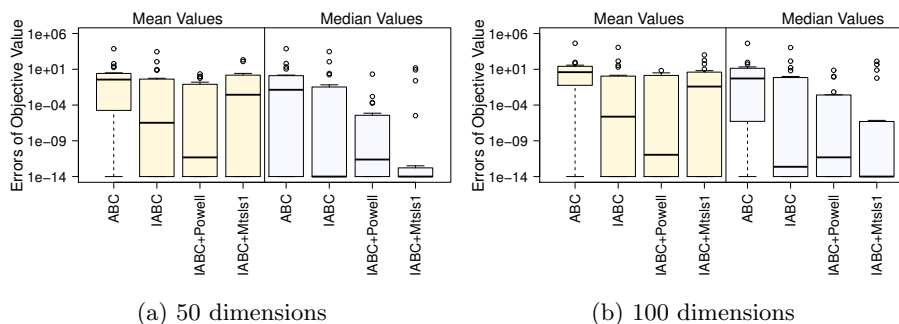 Mean Values Median Values
Errors of Objective Value
1e+06
1e+01
1e−04
1e−09
1e−14
ABC
IABC
IABC+Powell
IABC+Mtsls1
ABC
IABC
IABC+Powell
IABC+Mtsls1
(a) 50 dimensions
Mean Values Median Values
Errors of Objective Value
1e+06
1e+01
1e−04
1e−09
1e−14
ABC
IABC
IABC+Powell
IABC+Mtsls1
ABC
IABC
IABC+Powell
IABC+Mtsls1
(b) 100 dimensions